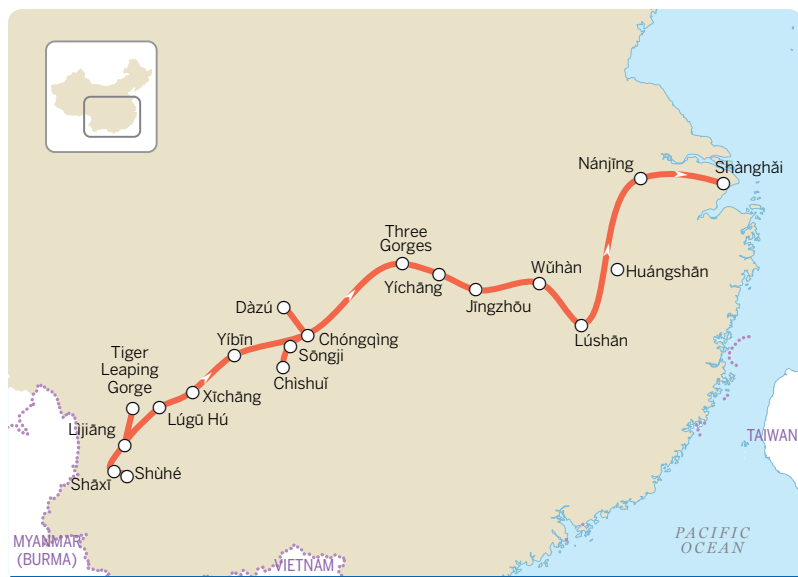 Nánjīng
Shànghǎi
Three
Gorges
Wǔhàn
Huángshān
Yíchāng
Jīngzhōu
Dàzú
Lúshān
Yíbīn
Chóngqìng
Sōngji
Tiger
Leaping
Gorge
Chìshuǐ
Xīchāng
Lúgū Hú
Lìjiāng
TAIWAN
Shùhé
Shāxī
PACIFIC
OCEAN
MYANMAR
(BURMA)
VIETNAM